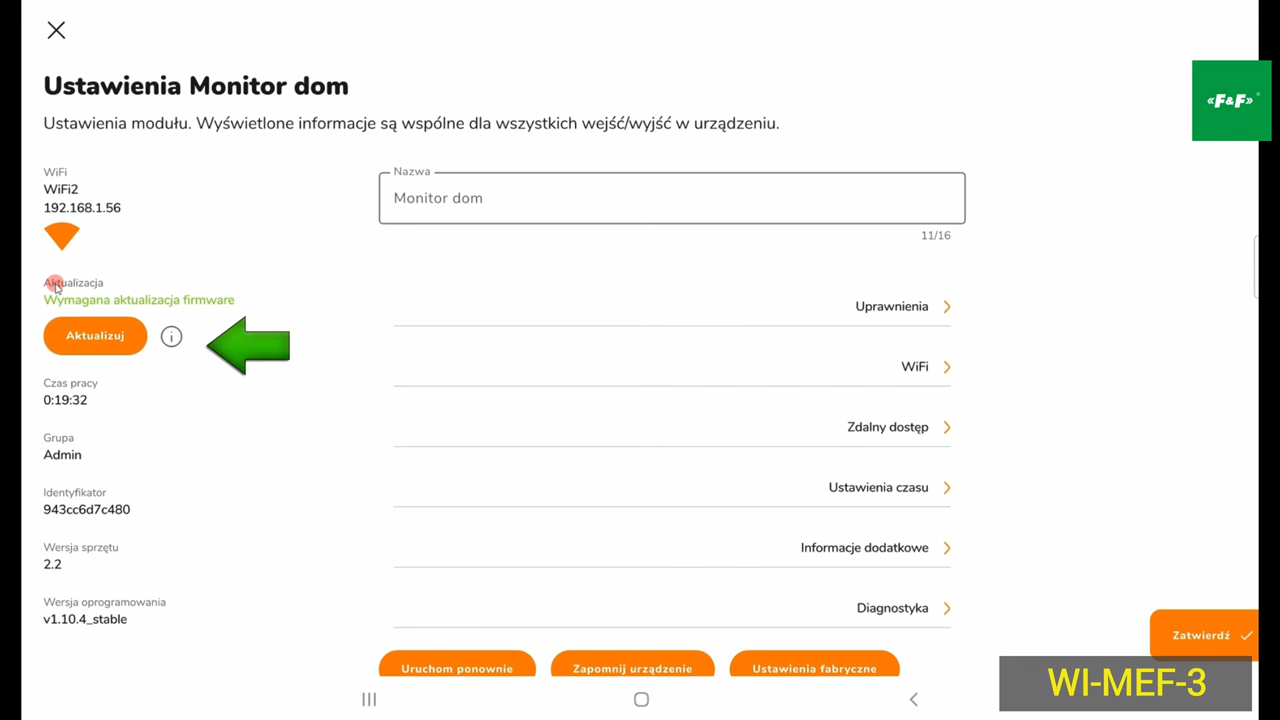 Ustawienia Monitor dom
Ustawienia modułu. Wyświetlone informacje są wspólne dla wszystkich wejść/wyjść w urządzeniu.
«F&F»®
WiFi
WiFi2
192.168.1.56
Nazwa
Monitor dom
11/16
Aktualizacja
Wymagana aktualizacja firmware
Aktualizuj
Czas pracy
0:19:32
Grupa
Admin
Identyfikator
943cc6d7c480
Wersja sprzętu
2.2
Wersja oprogramowania
v1.10.4_stable
Uprawnienia
WiFi
Zdalny dostęp
Ustawienia czasu
Informacje dodatkowe
Diagnostyka
Uruchom ponownie
Zapomnij urządzenie
Ustawienia fabryczne
Zatwierdź
WI-MEF-3